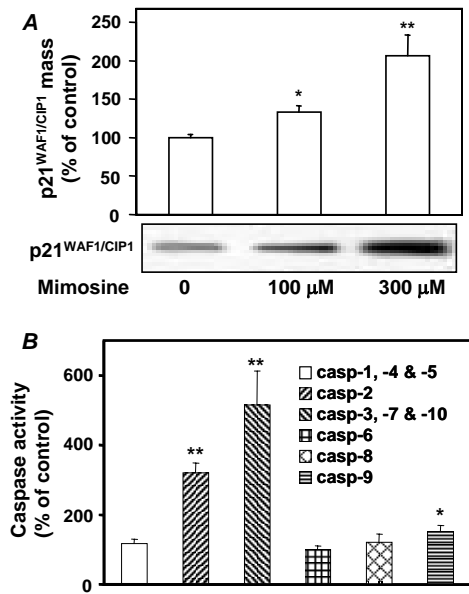 A
p21WAF1/CIP1 mass
(% of control)
250
200
150
100
50
0
*
**
p21WAF1/CIP1
Mimosine 0 100 µM 300 µM
B
Caspase activity
(% of control)
600
400
200
0
**
**
*
casp-1, -4 & -5
casp-2
casp-3, -7 & -10
casp-6
casp-8
casp-9